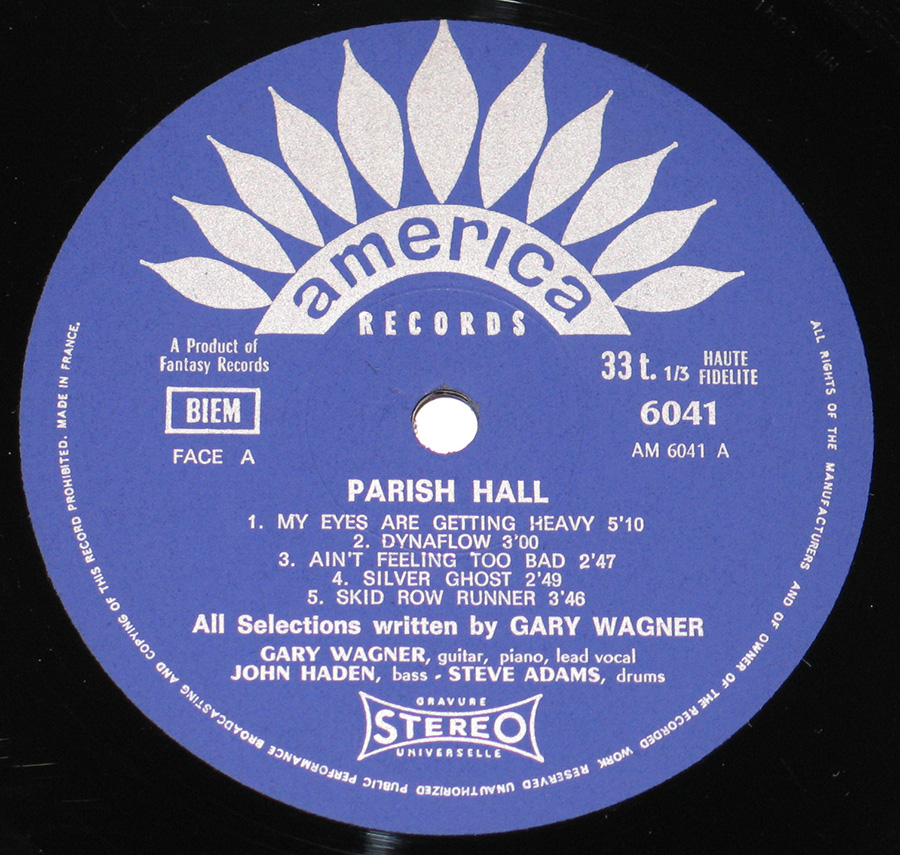 america
RECORDS
A Product of
Fantasy Records
BIEM
FACE A
33 t. 1/3 HAUTE FIDELITE
6041
AM 6041 A
PARISH HALL
1. MY EYES ARE GETTING HEAVY 5'10
2. DYNAFLOW 3'00
3. AIN'T FEELING TOO BAD 2'47
4. SILVER GHOST 2'49
5. SKID ROW RUNNER 3'46
All Selections written by GARY WAGNER
GARY WAGNER, guitar, piano, lead vocal
JOHN HADEN, bass - STEVE ADAMS, drums
GRAVURE
STEREO
UNIVERSELLE
ALL RIGHTS OF THE MANUFACTURERS AND OF OWNER OF THE RECORDED WORK RESERVED UNAUTHORIZED PUBLIC PERFORMANCE BROADCASTING AND COPYING OF THIS RECORD PROHIBITED. MADE IN FRANCE.